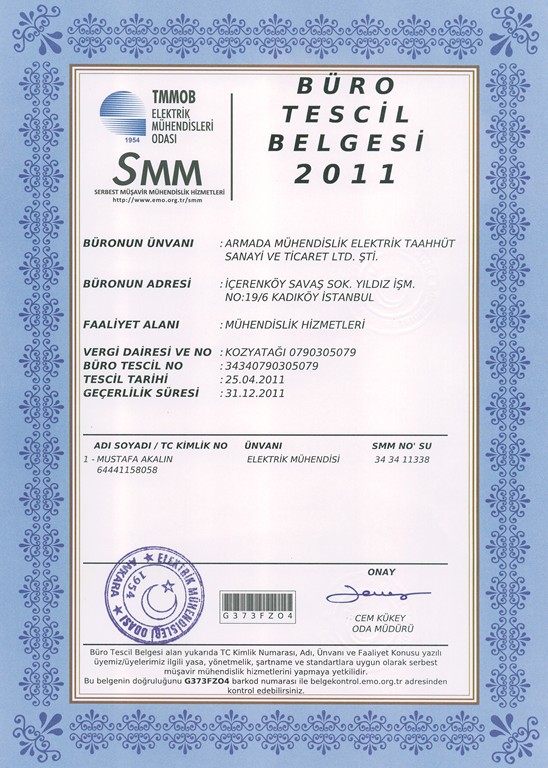 TMMOB
ELEKTRİK
MÜHENDİSLERİ
ODASI
1954
SMM
SERBEST MÜŞAVİR MÜHENDİSLİK HİZMETLERİ
http://www.emo.org.tr/smm
BÜRO
TESCİL
BELGESİ
2011
BÜRONUN ÜNVANI : ARMADA MÜHENDİSLİK ELEKTRİK TAAHHÜT
SANAYİ VE TİCARET LTD. ŞTİ.
BÜRONUN ADRESİ : İÇERENKÖY SAVAŞ SOK. YILDIZ İŞM.
NO:19/6 KADIKÖY İSTANBUL
FAALİYET ALANI : MÜHENDİSLİK HİZMETLERİ
VERGİ DAİRESİ VE NO : KOZYATAĞI 0790305079
BÜRO TESCİL NO : 34340790305079
TESCİL TARİHİ : 25.04.2011
GEÇERLİLİK SÜRESİ : 31.12.2011
ADI SOYADI / TC KİMLİK NO ÜNVANI SMM NO' SU
1 - MUSTAFA AKALIN ELEKTRİK MÜHENDİSİ 34 34 11338
64441158058
ELEKTRİK MÜHENDİSLERİ ODASI ★ ANKARA ★
1954
G373FZO4
ONAY
CEM KÜKEY
ODA MÜDÜRÜ
Büro Tescil Belgesi alan yukarıda TC Kimlik Numarası, Adı, Ünvanı ve Faaliyet Konusu yazılı
üyemiz/üyelerimiz ilgili yasa, yönetmelik, şartname ve standartlara uygun olarak serbest
müşavir mühendislik hizmetlerini yapmaya yetkilidir.
Bu belgenin doğruluğunu G373FZO4 barkod numarası ile belgekontrol.emo.org.tr adresinden
kontrol edebilirsiniz.